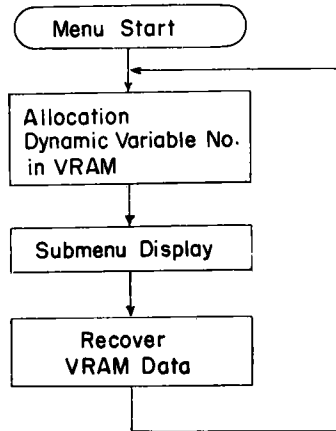 Menu Start
Allocation
Dynamic Variable No.
in VRAM
Submenu Display
Recover
VRAM Data